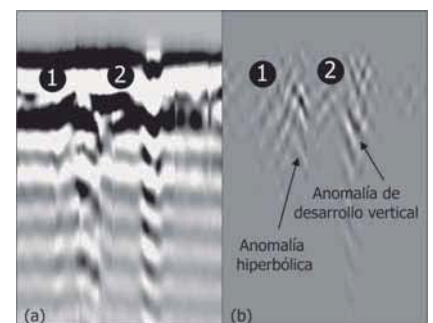 1
2
1
2
Anomalía de
desarrollo vertical
Anomalía
hiperbólica
(a)
(b)